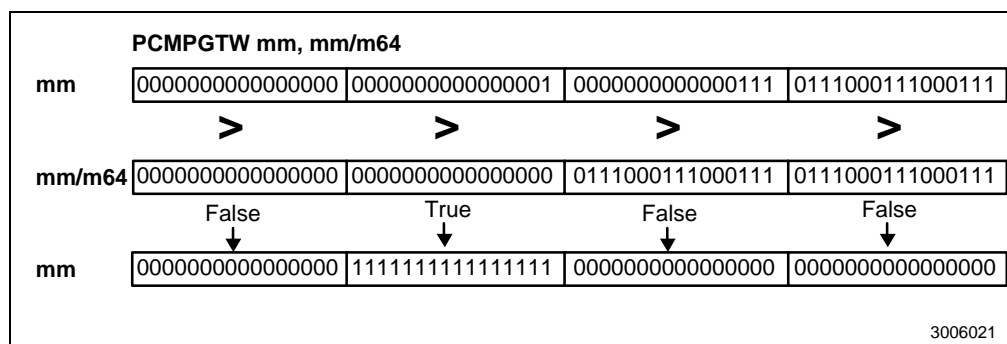 PCMPGTW mm, mm/m64
mm 0000000000000000 0000000000000001 0000000000000111 0111000111000111
> > > >
mm/m64 0000000000000000 0000000000000000 0111000111000111 0111000111000111
False True False False
mm 0000000000000000 1111111111111111 0000000000000000 0000000000000000
3006021